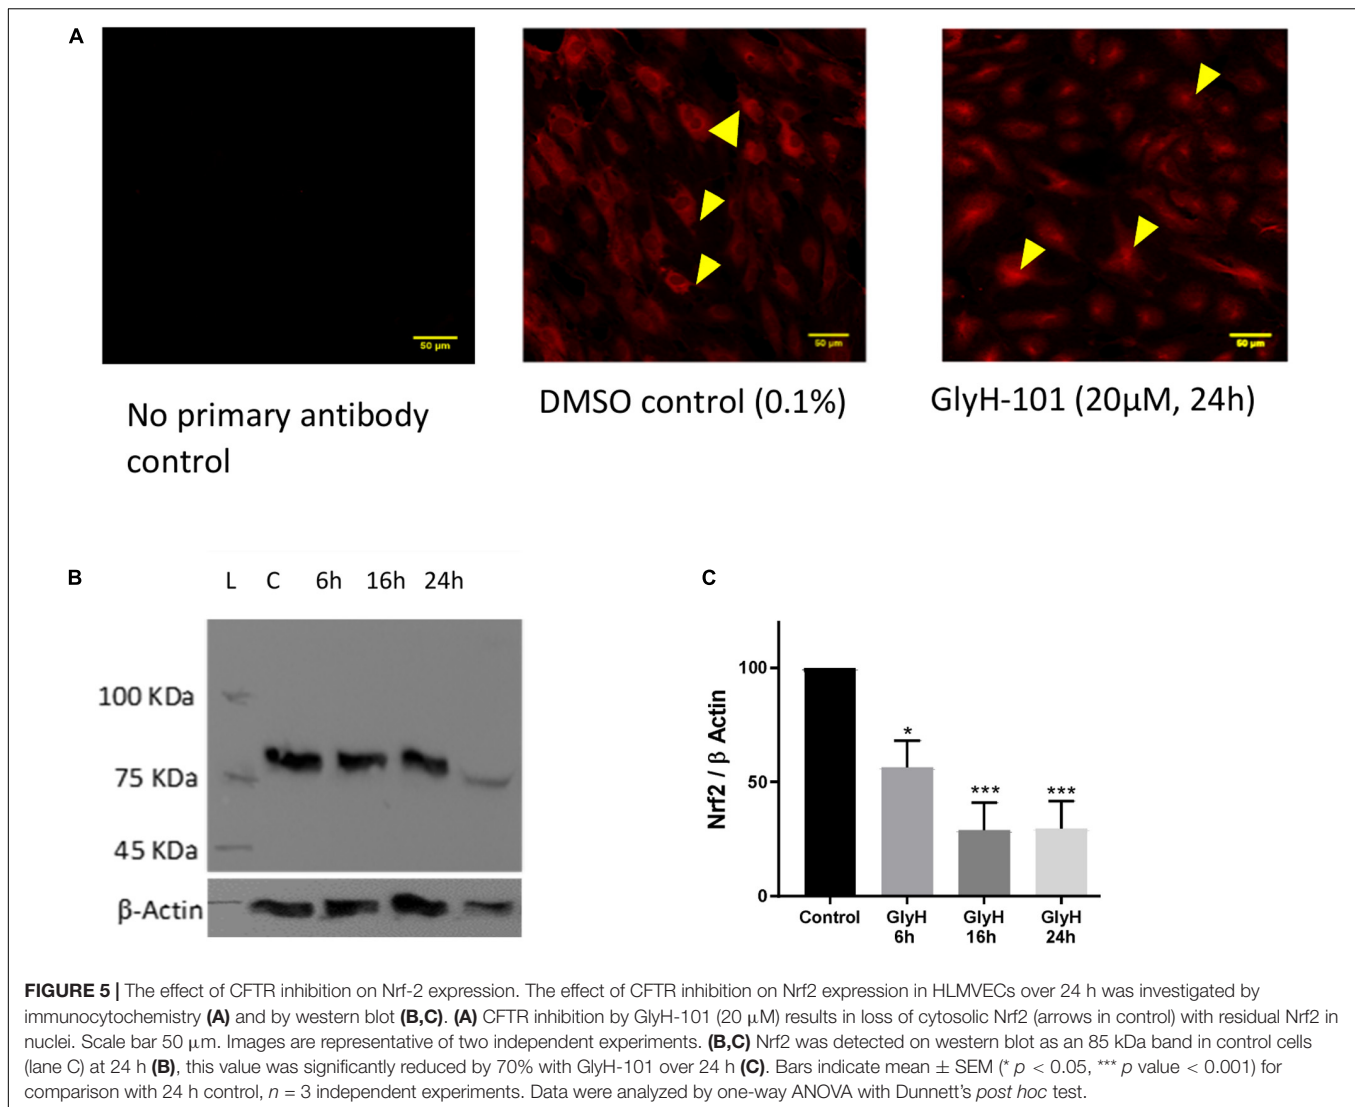 A
50 μm
50 μm
50 μm
No primary antibody
control
DMSO control (0.1%)
GlyH-101 (20μM, 24h)
B
L C 6h 16h 24h
100 KDa
75 KDa
45 KDa
β-Actin
C
Nrf2 / β Actin
100
50
0
*
***
***
Control
GlyH
6h
GlyH
16h
GlyH
24h
FIGURE 5 | The effect of CFTR inhibition on Nrf-2 expression. The effect of CFTR inhibition on Nrf2 expression in HLMVECs over 24 h was investigated by
immunocytochemistry (A) and by western blot (B,C). (A) CFTR inhibition by GlyH-101 (20 μM) results in loss of cytosolic Nrf2 (arrows in control) with residual Nrf2 in
nuclei. Scale bar 50 μm. Images are representative of two independent experiments. (B,C) Nrf2 was detected on western blot as an 85 kDa band in control cells
(lane C) at 24 h (B), this value was significantly reduced by 70% with GlyH-101 over 24 h (C). Bars indicate mean ± SEM (* p < 0.05, *** p value < 0.001) for
comparison with 24 h control, n = 3 independent experiments. Data were analyzed by one-way ANOVA with Dunnett's post hoc test.